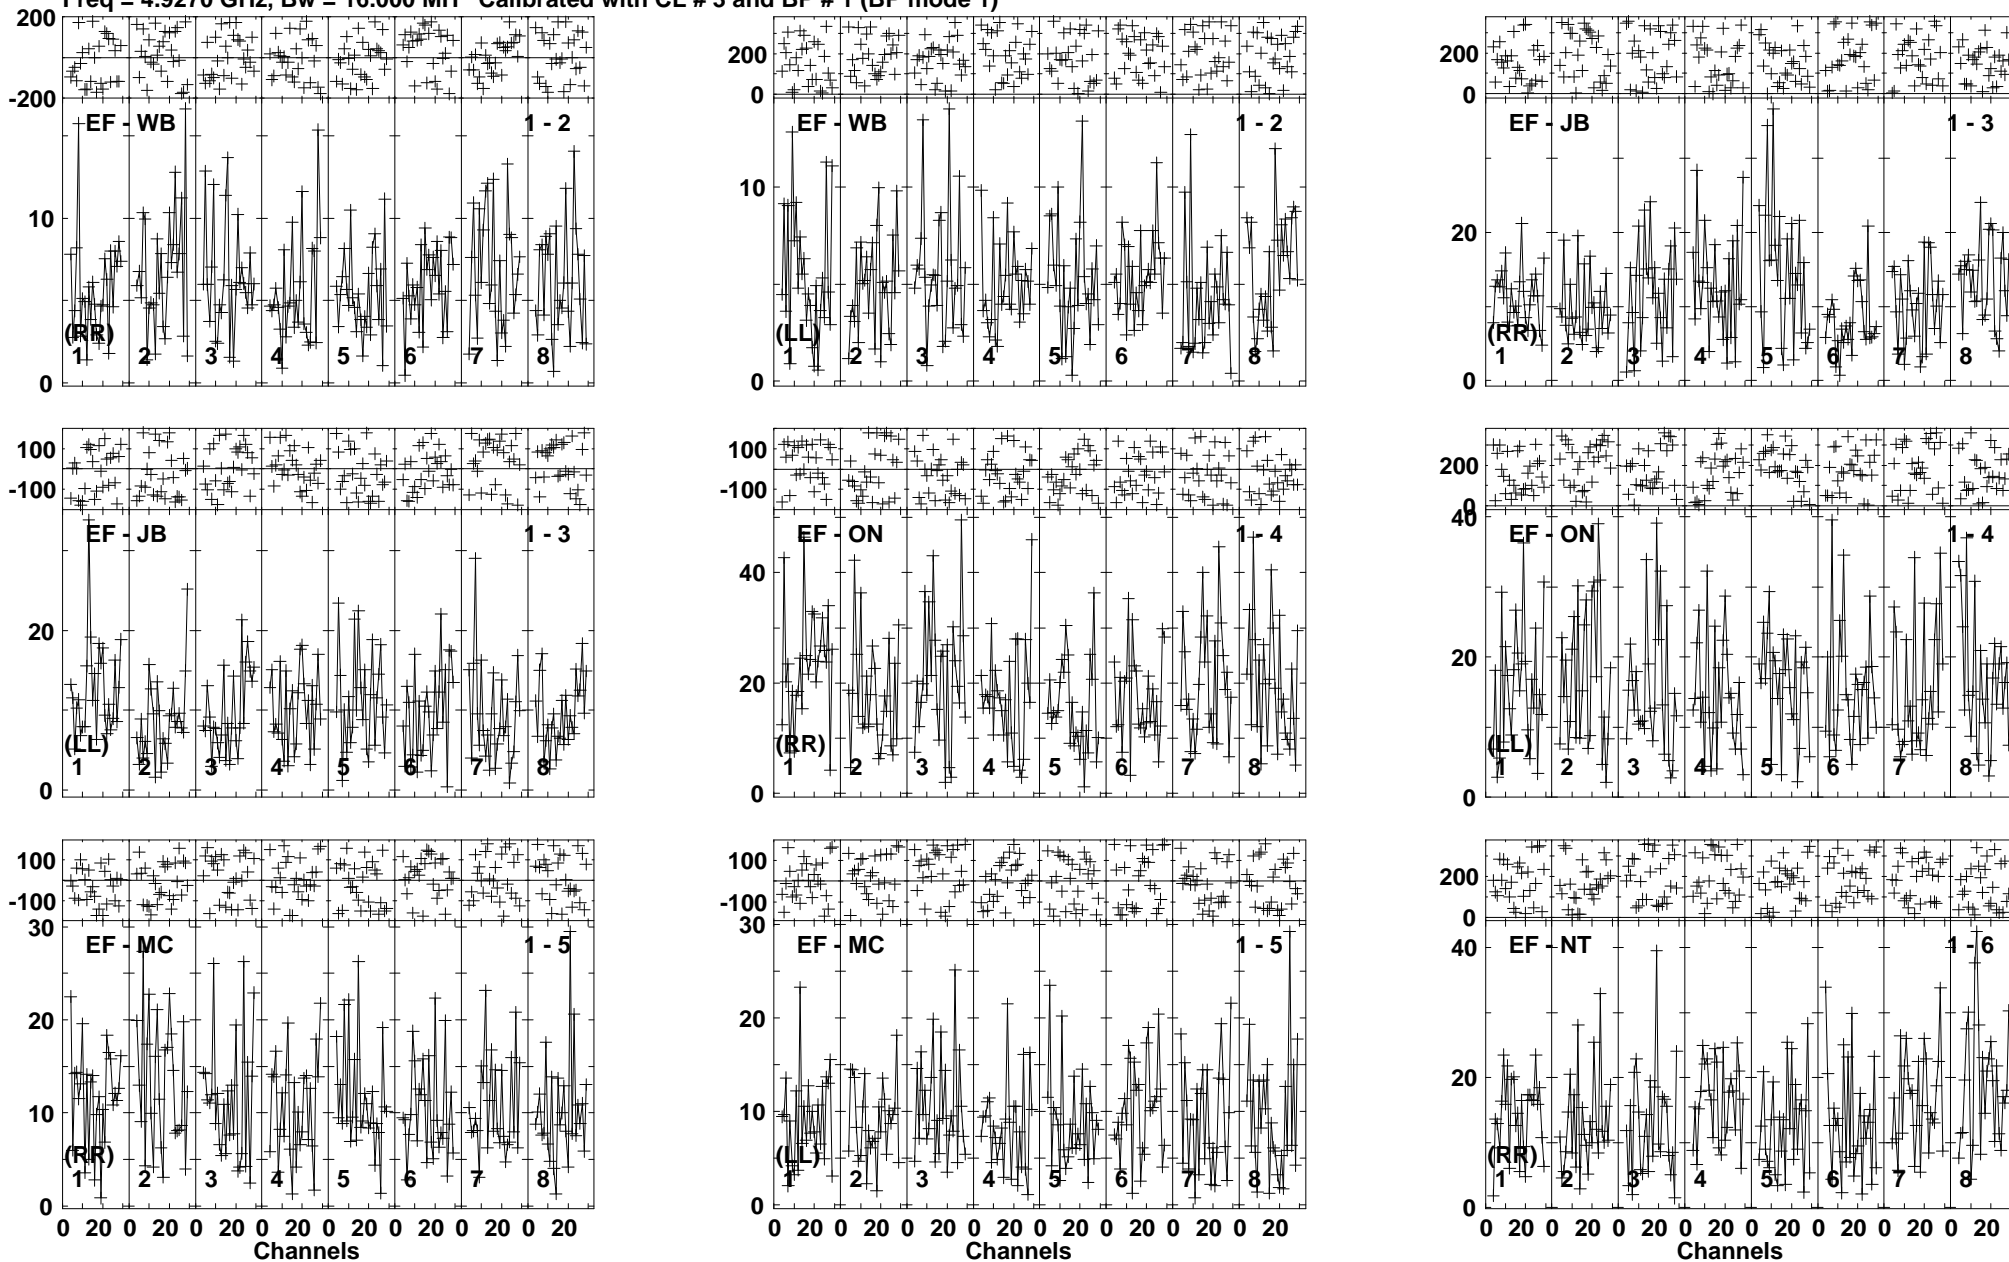 Freq = 4.9270 GHz, Bw = 16.000 MH Calibrated with CL # 3 and BP # 1 (BP mode 1)
200
-200
200
0
200
0
EF - WB 1 - 2
EF - WB 1 - 2
EF - JB 1 - 3
10
0
10
0
20
0
(RR)
(LL)
(RR)
1 2 3 4 5 6 7 8
1 2 3 4 5 6 7 8
1 2 3 4 5 6 7 8
100
-100
100
-100
200
0
EF - JB 1 - 3
EF - ON 1 - 4
EF - ON 1 - 4
20
0
40
20
0
40
20
0
(LL)
(RR)
(LL)
1 2 3 4 5 6 7 8
1 2 3 4 5 6 7 8
1 2 3 4 5 6 7 8
100
-100
100
-100
200
0
EF - MC 1 - 5
EF - MC 1 - 5
EF - NT 1 - 6
30
20
10
0
30
20
10
0
40
20
0
(RR)
(LL)
(RR)
1 2 3 4 5 6 7 8
1 2 3 4 5 6 7 8
1 2 3 4 5 6 7 8
0 20 0 20 0 20 0 20 0 20 0 20 0 20 0 20
0 20 0 20 0 20 0 20 0 20 0 20 0 20 0 20
0 20 0 20 0 20 0 20 0 20 0 20 0 20 0 20
Channels
Channels
Channels